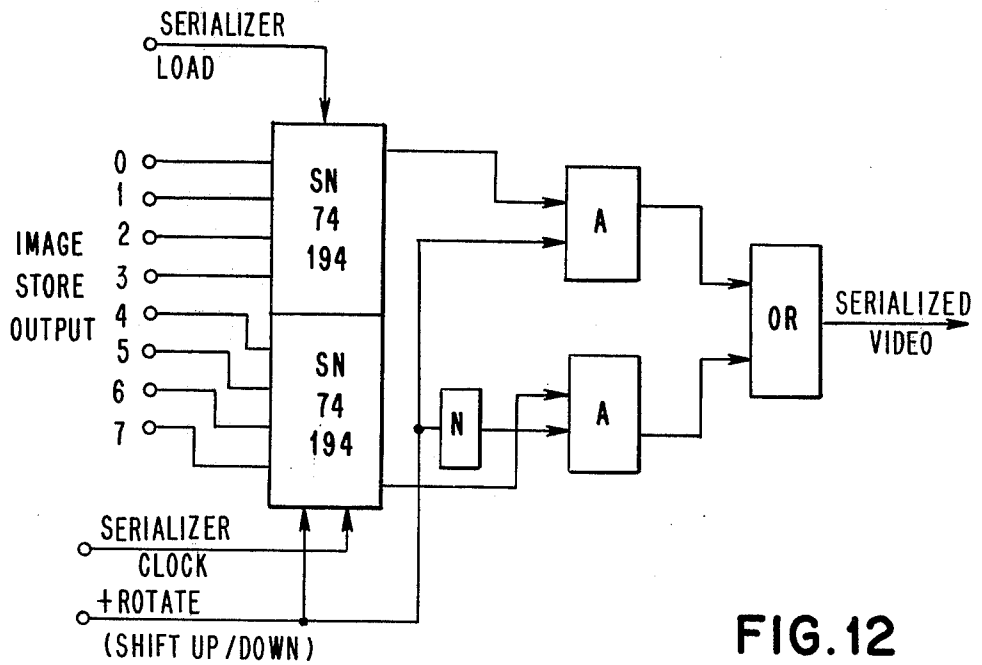 SERIALIZER
LOAD
0
1
2
3
4
5
6
7
IMAGE
STORE
OUTPUT
SN
74
194
SN
74
194
A
N
A
OR
SERIALIZED
VIDEO
SERIALIZER
CLOCK
+ROTATE
(SHIFT UP/DOWN)
FIG.12